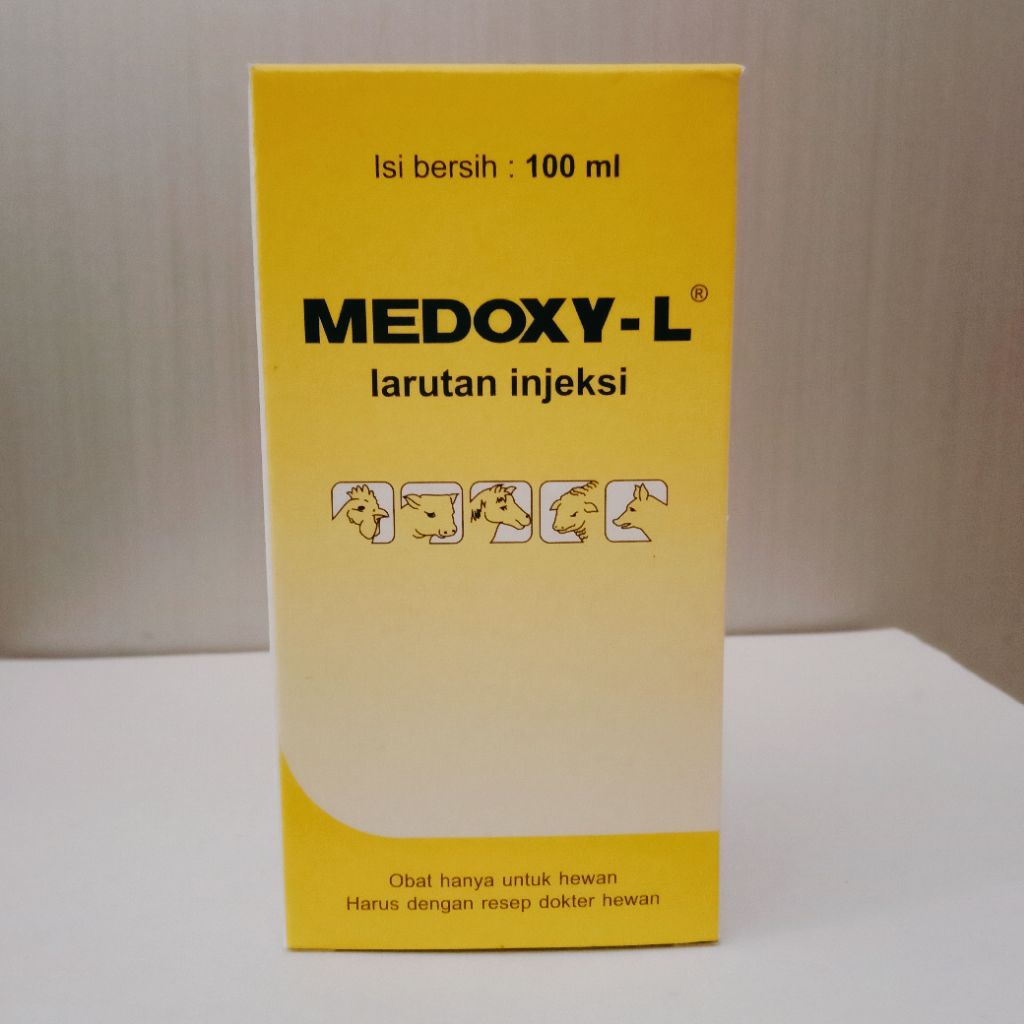 Isi bersih : 100 ml
MEDOXY-L®
larutan injeksi
Obat hanya untuk hewan
Harus dengan resep dokter hewan